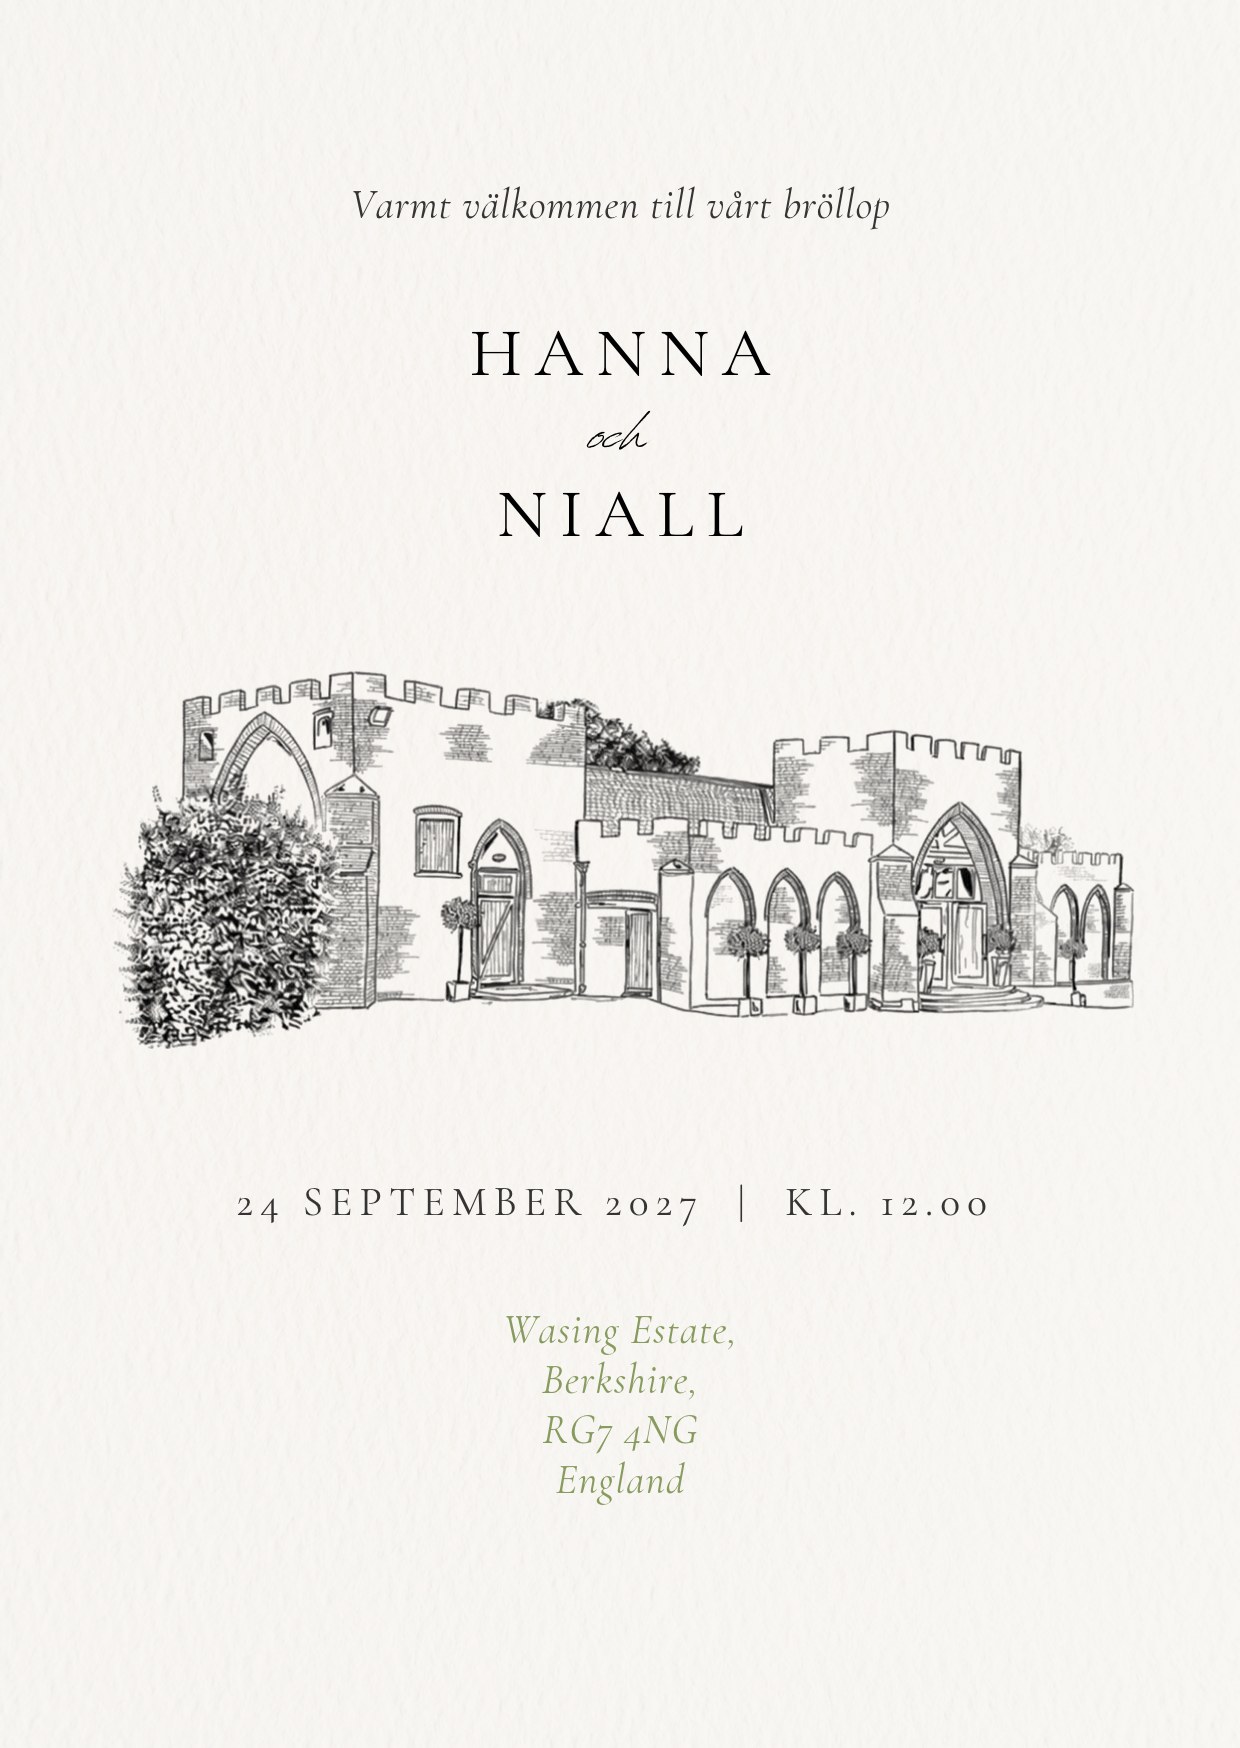 Varmt välkommen till vårt bröllop
HANNA
och
NIALL
24 SEPTEMBER 2027 | KL. 12.00
Wasing Estate,
Berkshire,
RG7 4NG
England